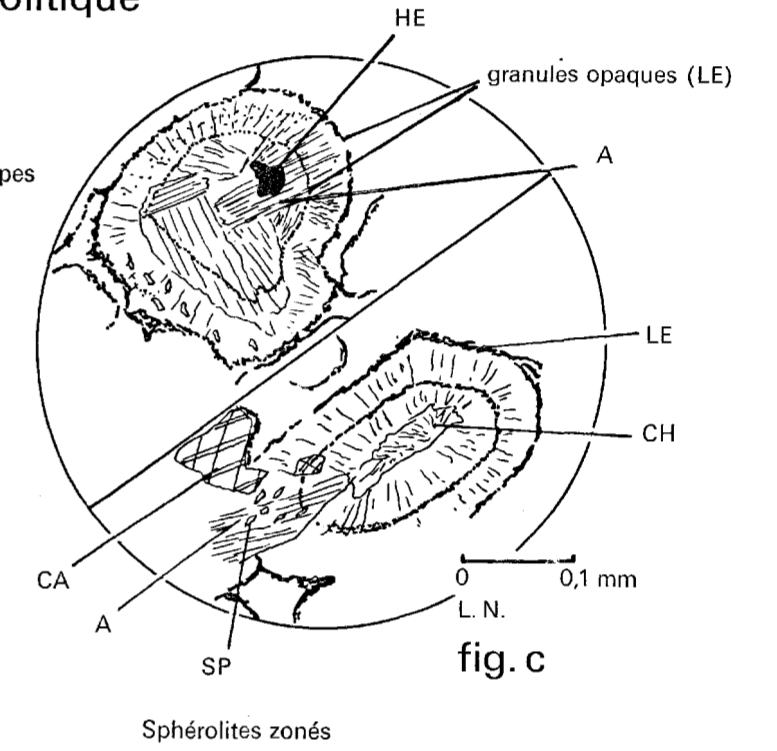 HE
granules opaques (LE)
A
LE
CH
CA
A
SP
0 0,1 mm
L. N.
fig. c
Sphérolites zonés